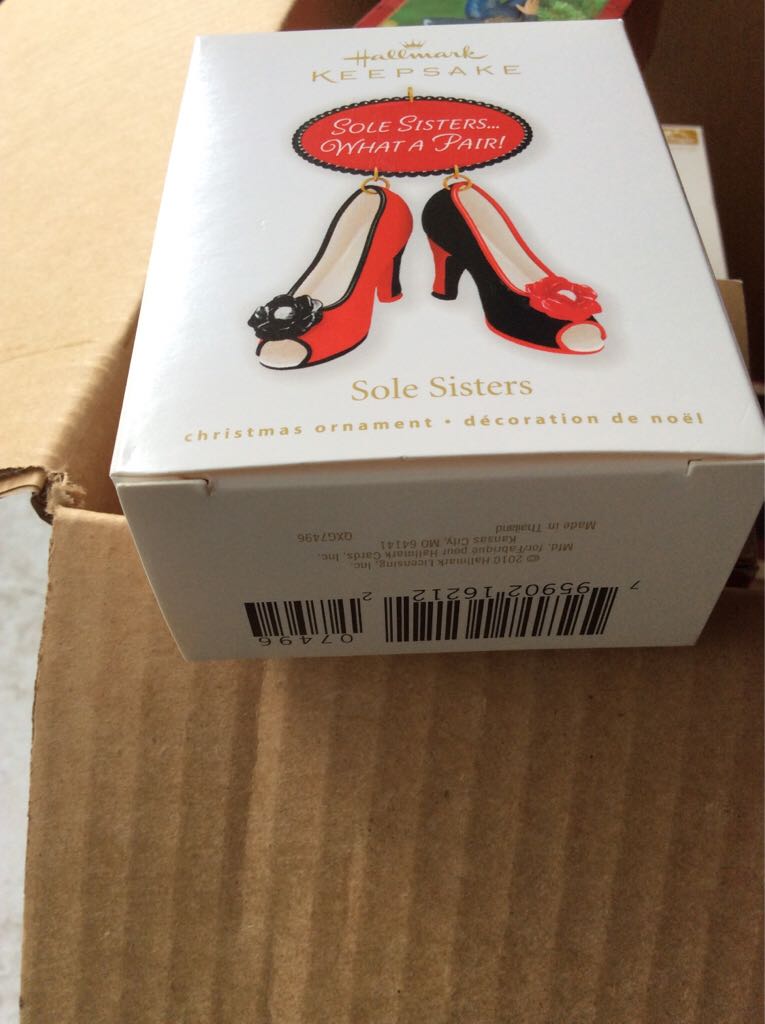 Hallmark
KEEPSAKE
SOLE SISTERS...
WHAT A PAIR!
Sole Sisters
christmas ornament • décoration de noël
7 95902 16212 2
07496
© 2010 Hallmark Licensing, Inc.
Mfd. for/Fabrique pour Hallmark Cards, Inc.
Kansas City, MO 64141
Made in Thailand
QXG7496